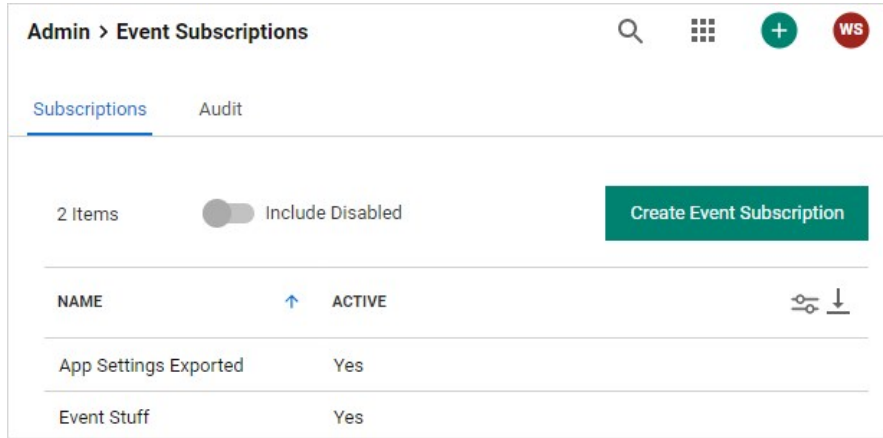 Admin > Event Subscriptions
+
WS
Subscriptions Audit
2 Items Include Disabled Create Event Subscription
NAME ↑ ACTIVE
App Settings Exported Yes
Event Stuff Yes